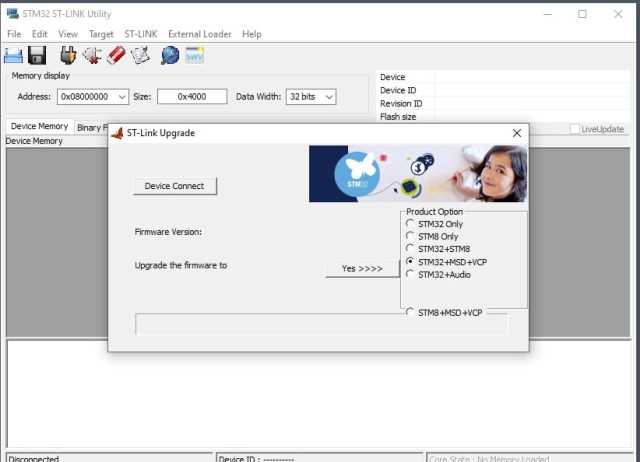 STM32 ST-LINK Utility
File Edit View Target ST-LINK External Loader Help
SWV
Memory display
Address: 0x08000000 Size: 0x4000 Data Width: 32 bits
Device
Device ID
Revision ID
Flash size
LiveUpdate
Device Memory Binary F
Device Memory
ST-Link Upgrade
STM32
Device Connect
Firmware Version:
Upgrade the firmware to
Yes >>>>
Product Option
STM32 Only
STM8 Only
STM32+STM8
STM32+MSD+VCP
STM32+Audio
STM8+MSD+VCP
Disconnected Device ID : ---------- Core State : No Memory Loaded